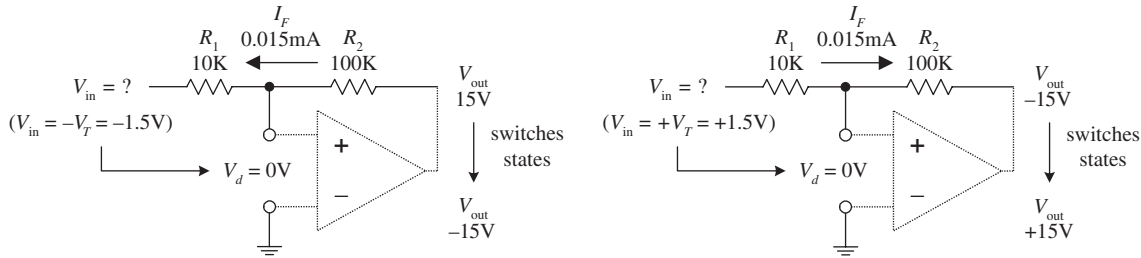 I_F
0.015mA
R_1
10K
R_2
100K
V_in = ?
(V_in = –V_T = –1.5V)
V_d = 0V
+
–
V_out
15V
switches
states
V_out
–15V
I_F
0.015mA
R_1
10K
R_2
100K
V_in = ?
(V_in = +V_T = +1.5V)
V_d = 0V
+
–
V_out
–15V
switches
states
V_out
+15V